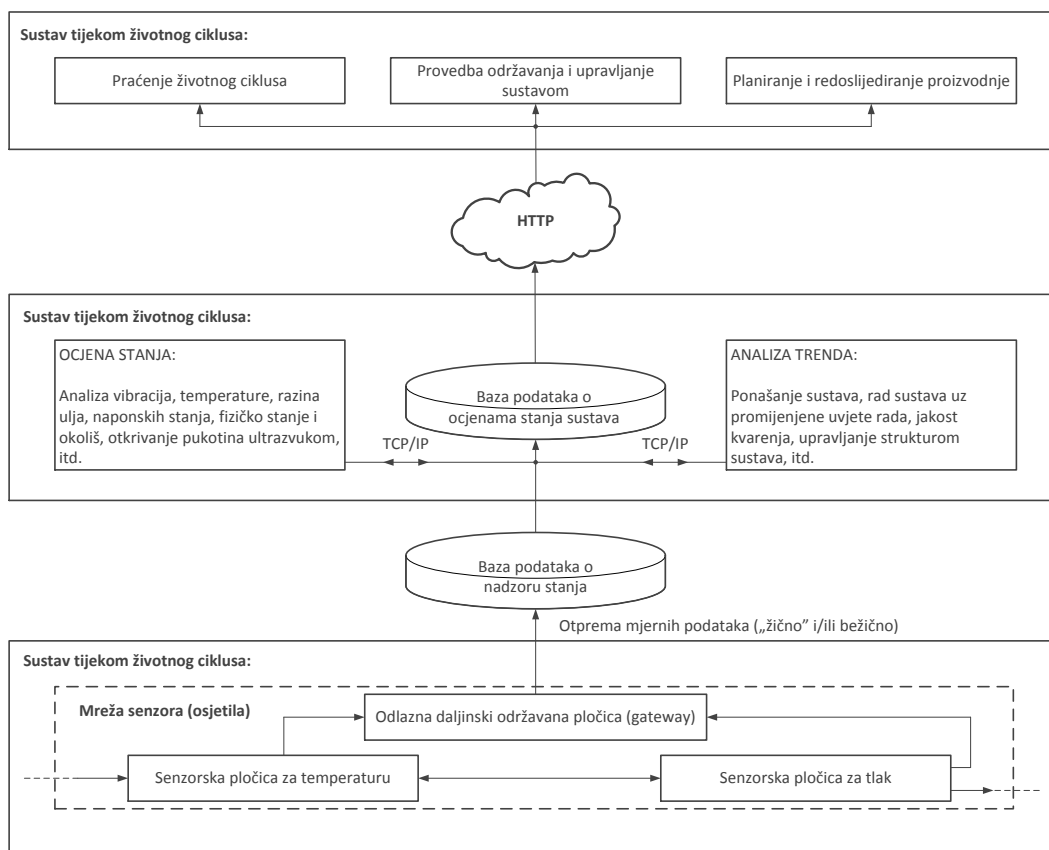 Sustav tijekom životnog ciklusa:
Praćenje životnog ciklusa
Provedba održavanja i upravljanje
sustavom
Planiranje i redoslijediranje proizvodnje
HTTP
Sustav tijekom životnog ciklusa:
OCJENA STANJA:
Analiza vibracija, temperature, razina
ulja, naponskih stanja, fizičko stanje i
okoliš, otkrivanje pukotina ultrazvukom,
itd.
TCP/IP
Baza podataka o
ocjenama stanja sustava
TCP/IP
ANALIZA TRENDA:
Ponašanje sustava, rad sustava uz
promijenjene uvjete rada, jakost
kvarenja, upravljanje strukturom
sustava, itd.
Baza podataka o
nadzoru stanja
Otprema mjernih podataka („žično” i/ili bežično)
Sustav tijekom životnog ciklusa:
Mreža senzora (osjetila)
Odlazna daljinski održavana pločica (gateway)
Senzorska pločica za temperaturu
Senzorska pločica za tlak